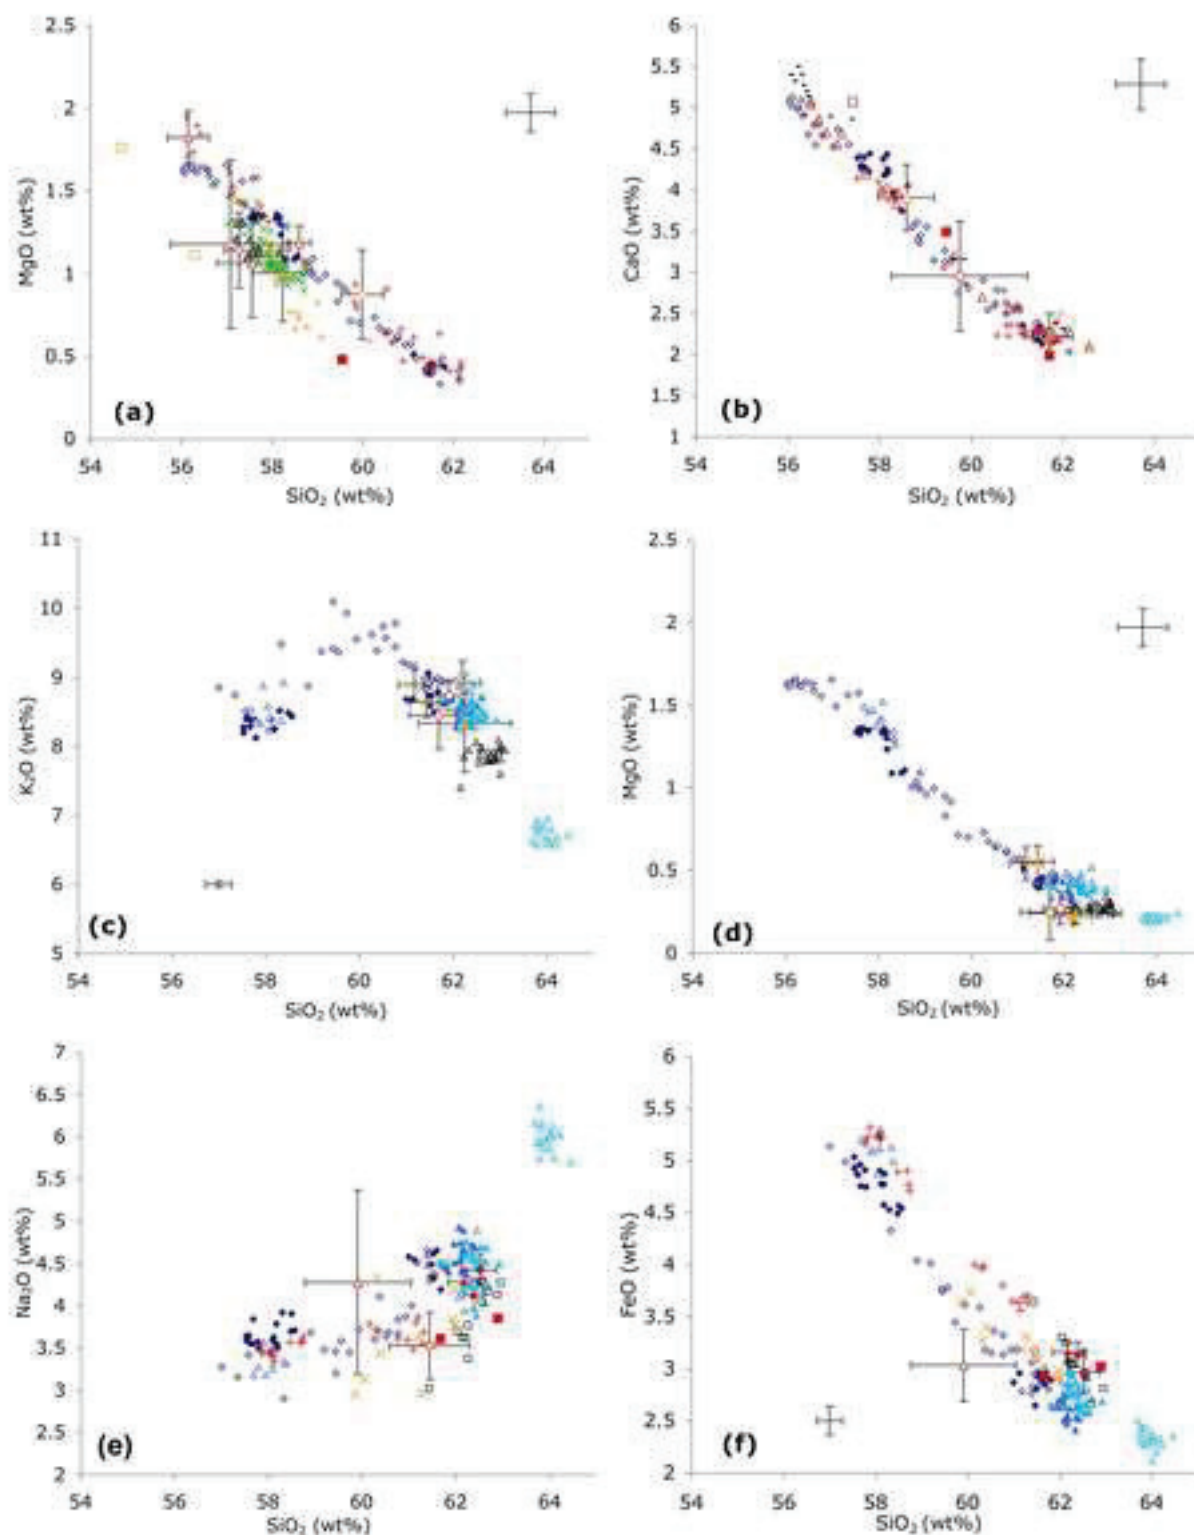 2.5
2
1.5
1
0.5
0
MgO (wt%)
(a)
54 56 58 60 62 64
SiO₂ (wt%)
6
5.5
5
4.5
4
3.5
3
2.5
2
1.5
1
CaO (wt%)
(b)
54 56 58 60 62 64
SiO₂ (wt%)
11
10
9
8
7
6
5
K₂O (wt%)
(c)
54 56 58 60 62 64
SiO₂ (wt%)
2.5
2
1.5
1
0.5
0
MgO (wt%)
(d)
54 56 58 60 62 64
SiO₂ (wt%)
7
6.5
6
5.5
5
4.5
4
3.5
3
2.5
2
Na₂O (wt%)
(e)
54 56 58 60 62 64
SiO₂ (wt%)
6
5.5
5
4.5
4
3.5
3
2.5
2
FeO (wt%)
(f)
54 56 58 60 62 64
SiO₂ (wt%)